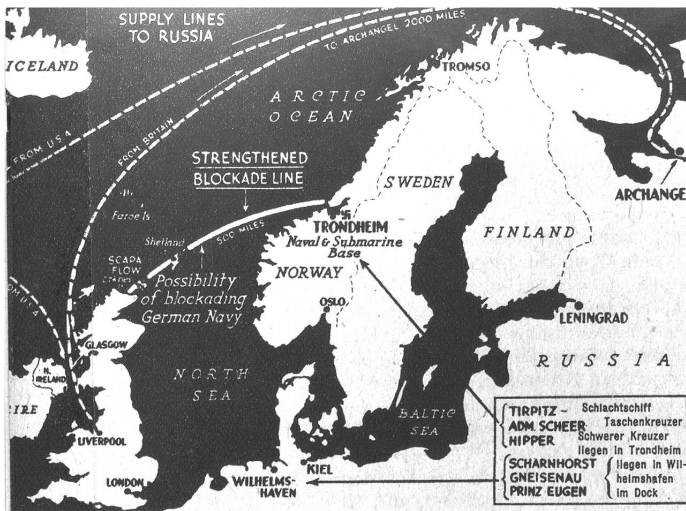 SUPPLY LINES
TO RUSSIA
TO ARCHANGEL 2000 MILES
ICELAND
TROMSO
ARCTIC
OCEAN
FROM U.S.A
FROM BRITAIN
STRENGTHENED
BLOCKADE LINE
SWEDEN
ARCHANGE
Faroe Is
500 MILES
TRONDHEIM
Naval & Submarine
Base
FINLAND
Shetland
SCAPA
FLOW
Possibility
of blockading
German Navy
NORWAY
OSLO
FROM U.S.A
LENINGRAD
GLASGOW
N.
IRELAND
NORTH
SEA
RUSSIA
IRE
LIVERPOOL
BALTIC
SEA
LONDON
WILHELMS-
HAVEN
KIEL
TIRPITZ - Schlachtschiff
ADM. SCHEER Taschenkreuzer
HIPPER Schwerer Kreuzer
liegen in Trondheim
SCHARNHORST liegen in Wil-
GNEISENAU helmshafen
PRINZ EUGEN im Dock